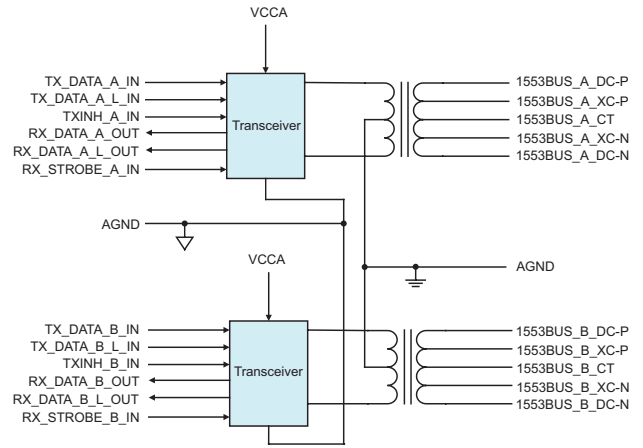 VCCA
TX_DATA_A_IN
TX_DATA_A_L_IN
TXINH_A_IN
RX_DATA_A_OUT
RX_DATA_A_L_OUT
RX_STROBE_A_IN
Transceiver
1553BUS_A_DC-P
1553BUS_A_XC-P
1553BUS_A_CT
1553BUS_A_XC-N
1553BUS_A_DC-N
AGND
AGND
VCCA
TX_DATA_B_IN
TX_DATA_B_L_IN
TXINH_B_IN
RX_DATA_B_OUT
RX_DATA_B_L_OUT
RX_STROBE_B_IN
Transceiver
1553BUS_B_DC-P
1553BUS_B_XC-P
1553BUS_B_CT
1553BUS_B_XC-N
1553BUS_B_DC-N